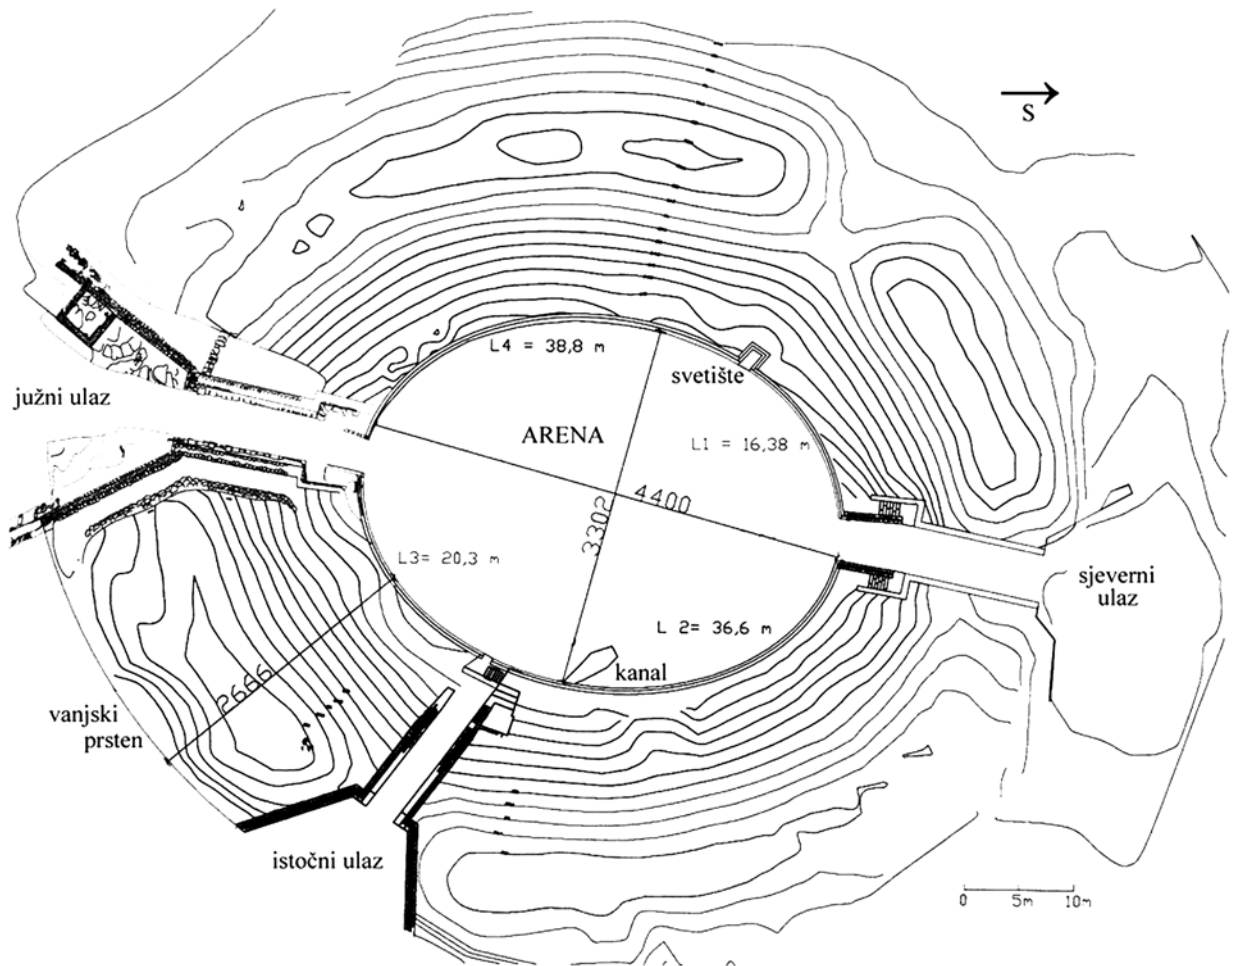 S
L4 = 38,8 m
svetište
južni ulaz
ARENA
L1 = 16,38 m
4400
3302
L3= 20,3 m
sjeverni
ulaz
L 2= 36,6 m
kanal
2666
vanjski
prsten
istočni ulaz
0 5m 10m